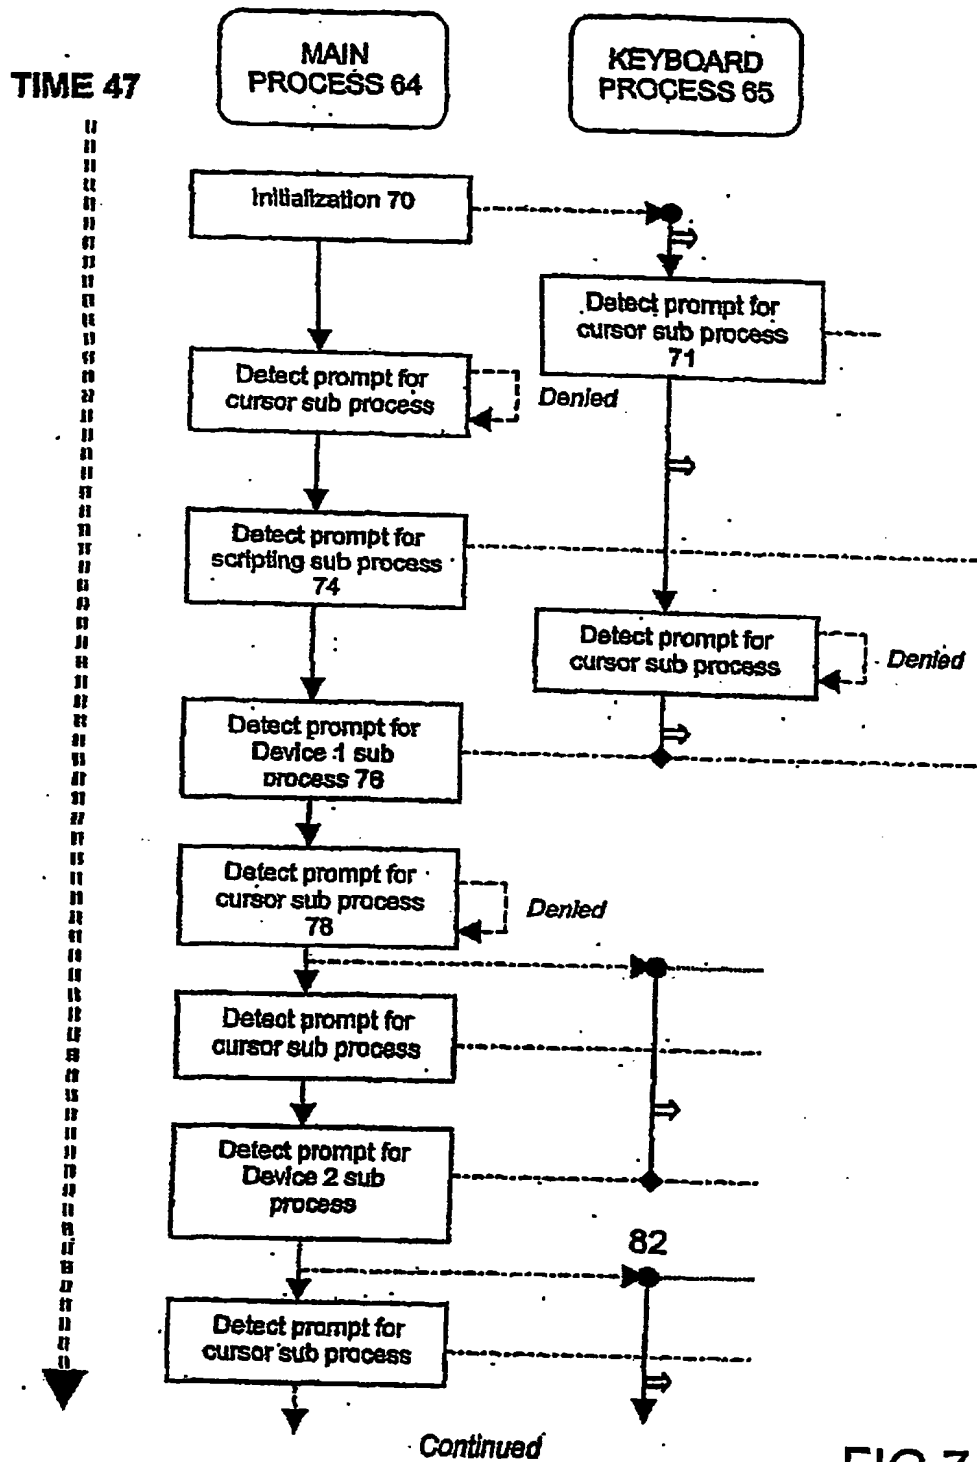 MAIN
PROCESS 64
KEYBOARD
PROCESS 65
TIME 47
Initialization 70
Detect prompt for
cursor sub process
71
Detect prompt for
cursor sub process
Denied
Detect prompt for
scripting sub process
74
Detect prompt for
cursor sub process
Denied
Detect prompt for
Device 1 sub
process 76
Detect prompt for
cursor sub process
78
Denied
Detect prompt for
cursor sub process
Detect prompt for
Device 2 sub
process
82
Detect prompt for
cursor sub process
Continued
FIG 7